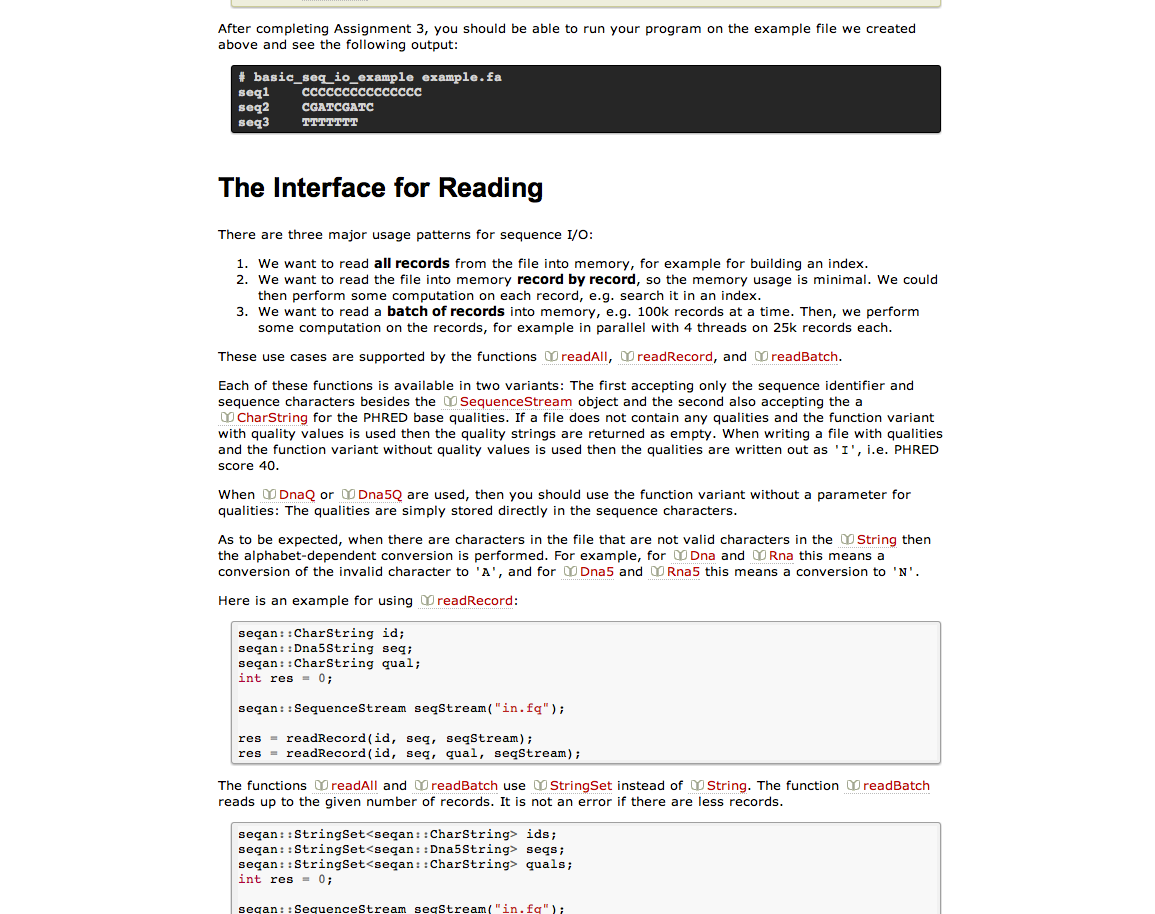 After completing Assignment 3, you should be able to run your program on the example file we created
above and see the following output:
# basic_seq_io_example example.fa
seq1    CCCCCCCCCCCCCCC
seq2    CGATCGATC
seq3    TTTTTTT
The Interface for Reading
There are three major usage patterns for sequence I/O:
1. We want to read all records from the file into memory, for example for building an index.
2. We want to read the file into memory record by record, so the memory usage is minimal. We could
then perform some computation on each record, e.g. search it in an index.
3. We want to read a batch of records into memory, e.g. 100k records at a time. Then, we perform
some computation on the records, for example in parallel with 4 threads on 25k records each.
These use cases are supported by the functions readAll, readRecord, and readBatch.
Each of these functions is available in two variants: The first accepting only the sequence identifier and
sequence characters besides the SequenceStream object and the second also accepting the a
CharString for the PHRED base qualities. If a file does not contain any qualities and the function variant
with quality values is used then the quality strings are returned as empty. When writing a file with qualities
and the function variant without quality values is used then the qualities are written out as 'I', i.e. PHRED
score 40.
When DnaQ or Dna5Q are used, then you should use the function variant without a parameter for
qualities: The qualities are simply stored directly in the sequence characters.
As to be expected, when there are characters in the file that are not valid characters in the String then
the alphabet-dependent conversion is performed. For example, for Dna and Rna this means a
conversion of the invalid character to 'A', and for Dna5 and Rna5 this means a conversion to 'N'.
Here is an example for using readRecord:
seqan::CharString id;
seqan::Dna5String seq;
seqan::CharString qual;
int res = 0;
seqan::SequenceStream seqStream("in.fq");
res = readRecord(id, seq, seqStream);
res = readRecord(id, seq, qual, seqStream);
The functions readAll and readBatch use StringSet instead of String. The function readBatch
reads up to the given number of records. It is not an error if there are less records.
seqan::StringSet<seqan::CharString> ids;
seqan::StringSet<seqan::Dna5String> seqs;
seqan::StringSet<seqan::CharString> quals;
int res = 0;
seqan::SequenceStream seqStream("in.fq");